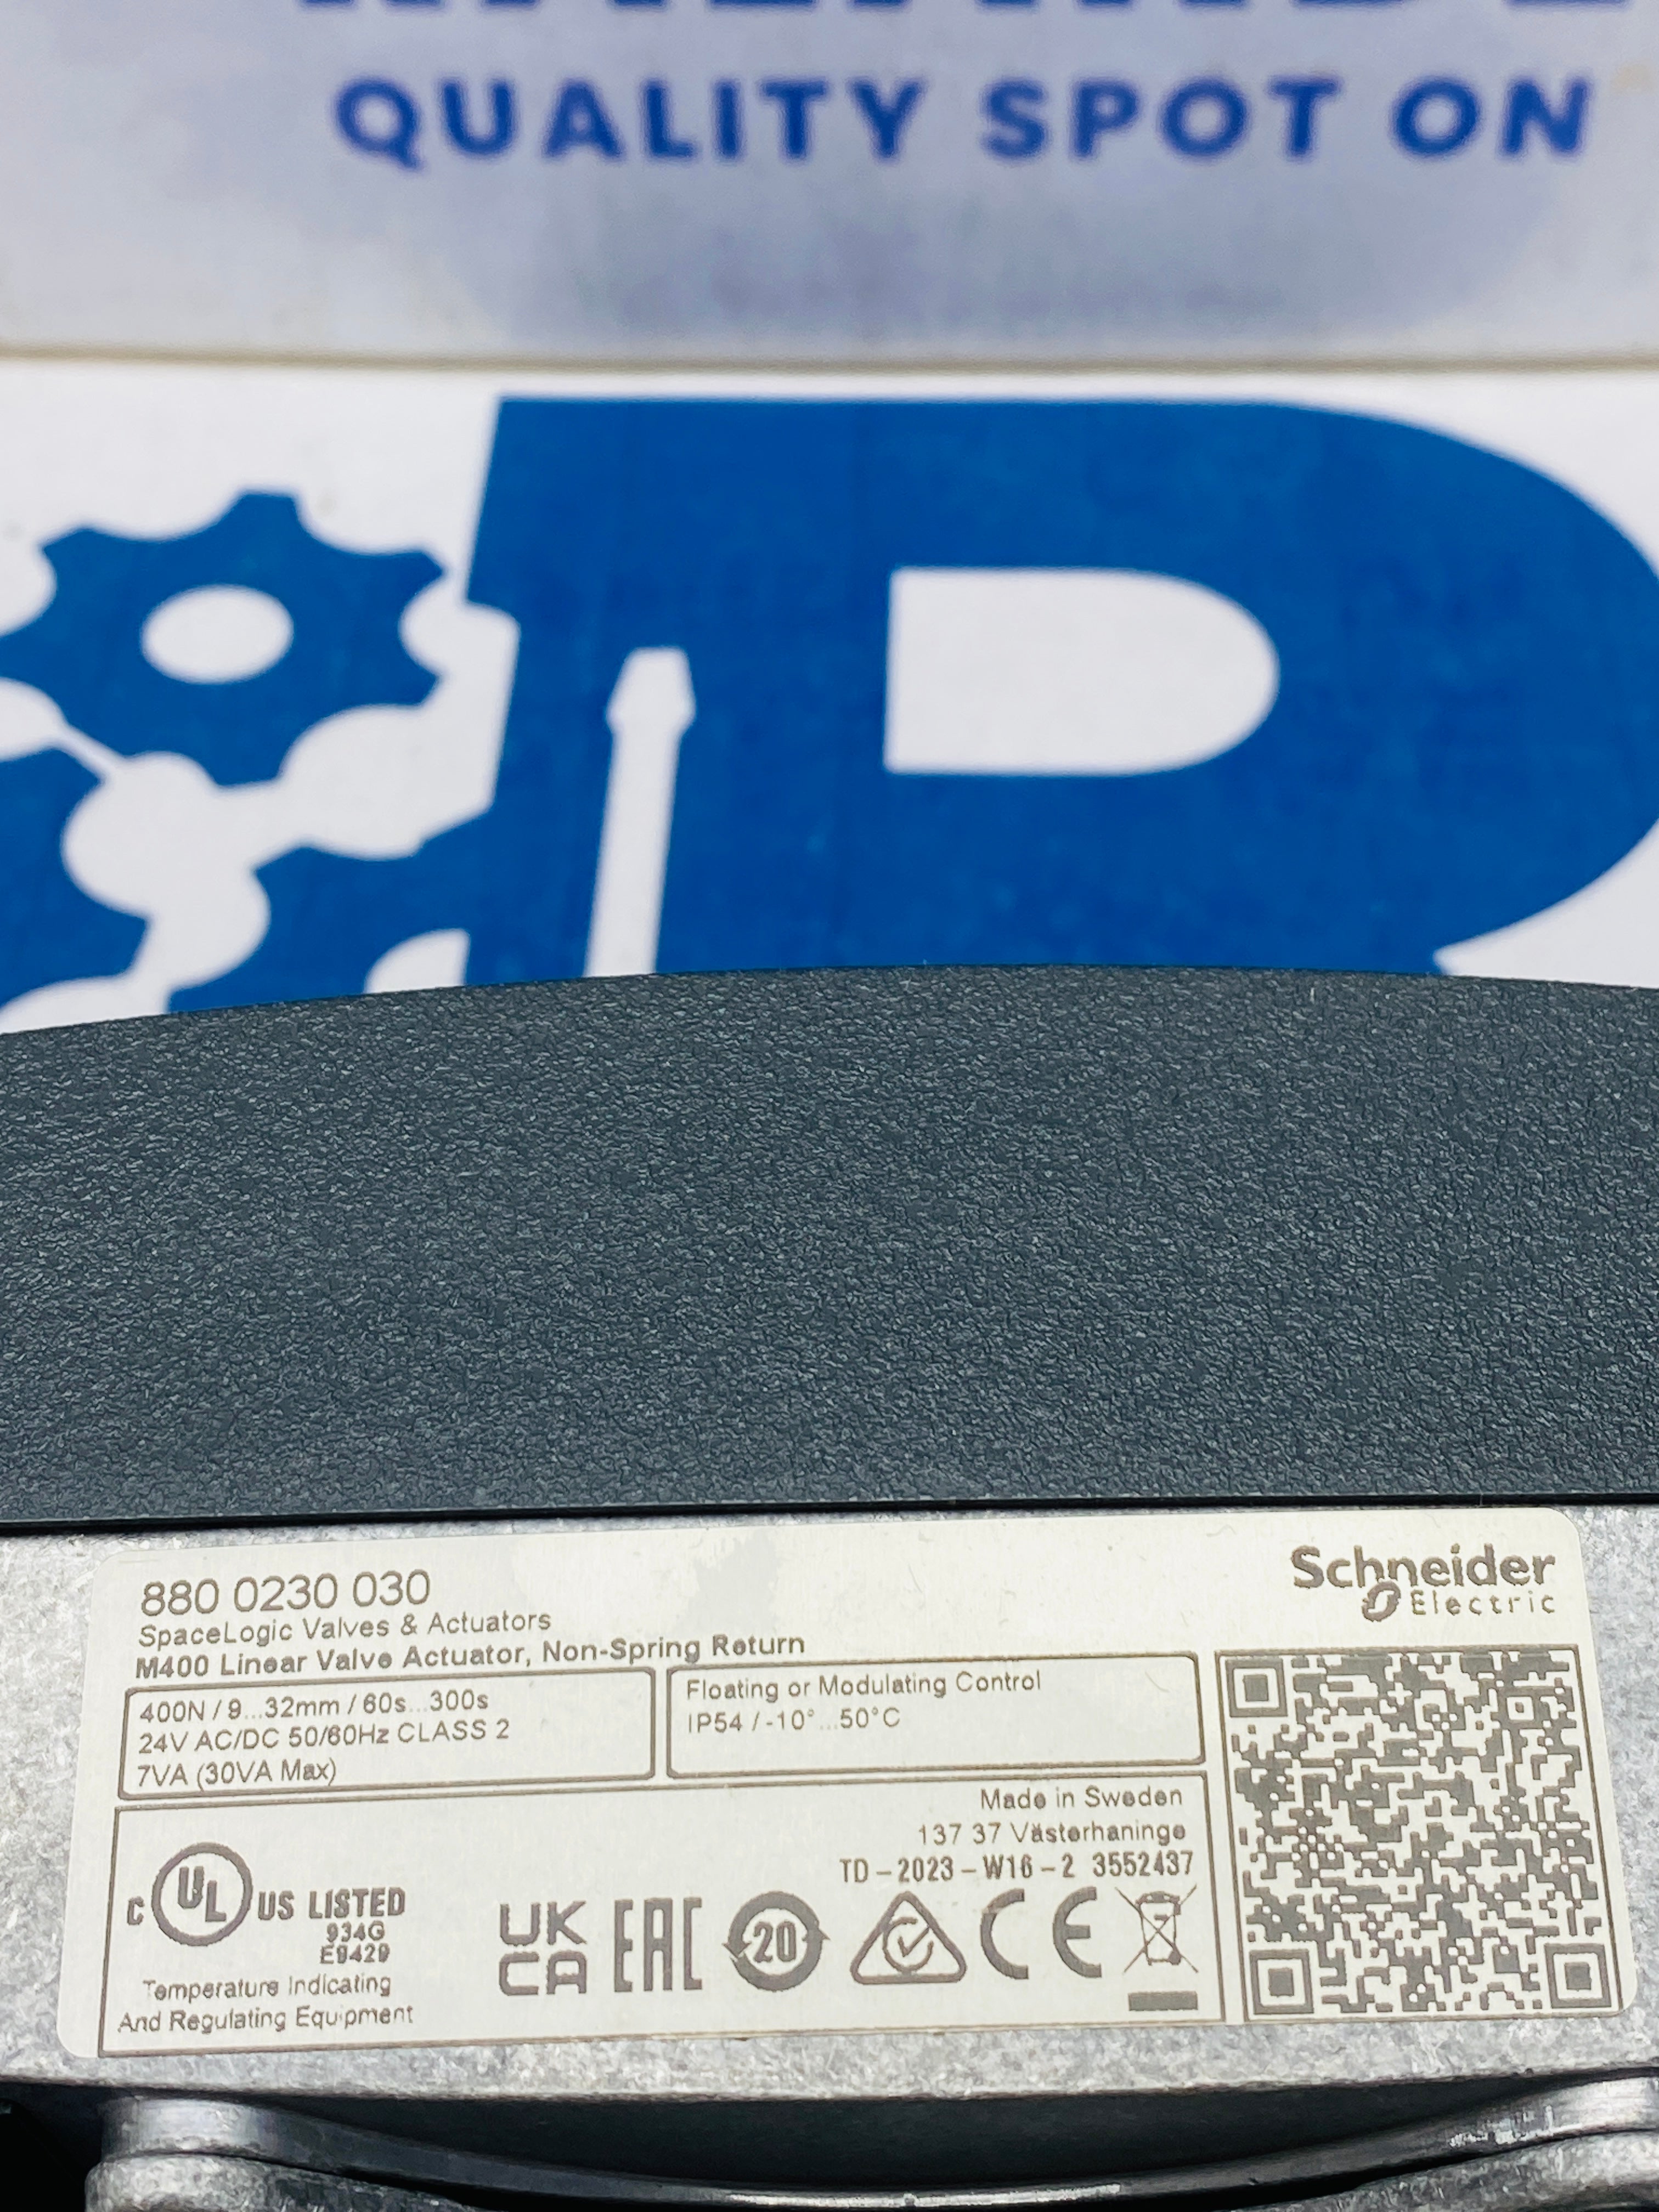 QUALITY SPOT ON
880 0230 030
SpaceLogic Valves & Actuators
M400 Linear Valve Actuator, Non-Spring Return
Schneider
Electric
400N / 9...32mm / 60s...300s
24V AC/DC 50/60Hz CLASS 2
7VA (30VA Max)
Floating or Modulating Control
IP54 / -10°...50°C
Made in Sweden
137 37 Västerhaninge
TD-2023-W16-2 3552437
C UL US LISTED
934G
E9429
Temperature Indicating
And Regulating Equipment
UK
CA
EAC
20
CE